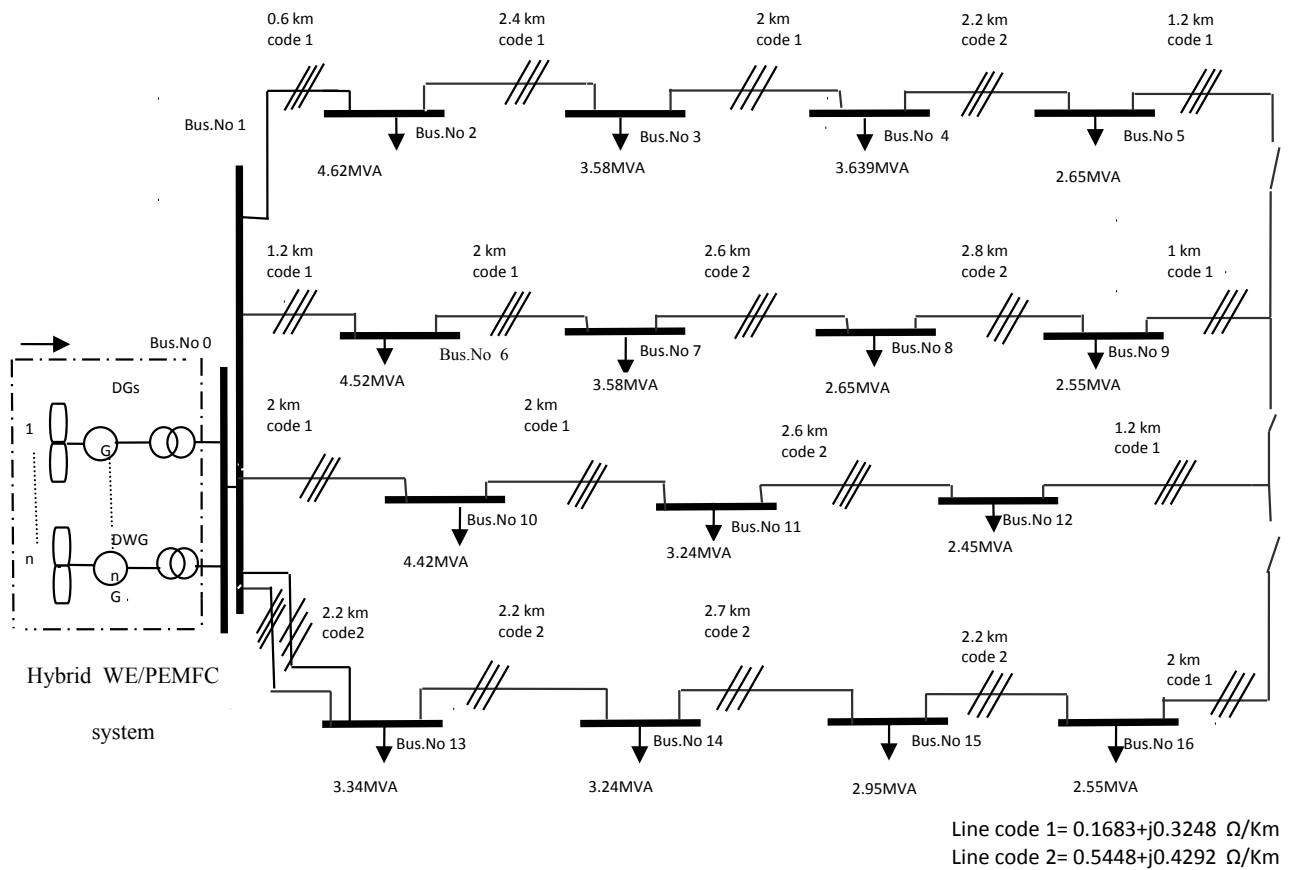 0.6 km
code 1
2.4 km
code 1
2 km
code 1
2.2 km
code 2
1.2 km
code 1
Bus.No 1
Bus.No 2
Bus.No 3
Bus.No 4
Bus.No 5
4.62MVA
3.58MVA
3.639MVA
2.65MVA
1.2 km
code 1
2 km
code 1
2.6 km
code 2
2.8 km
code 2
1 km
code 1
Bus.No 0
Bus.No 6
Bus.No 7
Bus.No 8
Bus.No 9
4.52MVA
3.58MVA
2.65MVA
2.55MVA
DGs
1
G
2 km
code 1
2 km
code 1
2.6 km
code 2
1.2 km
code 1
Bus.No 10
Bus.No 11
Bus.No 12
4.42MVA
3.24MVA
2.45MVA
n
DWG
n
G
2.2 km
code2
2.2 km
code 2
2.7 km
code 2
2.2 km
code 2
2 km
code 1
Hybrid WE/PEMFC
system
Bus.No 13
Bus.No 14
Bus.No 15
Bus.No 16
3.34MVA
3.24MVA
2.95MVA
2.55MVA
Line code 1= 0.1683+j0.3248 Ω/Km
Line code 2= 0.5448+j0.4292 Ω/Km